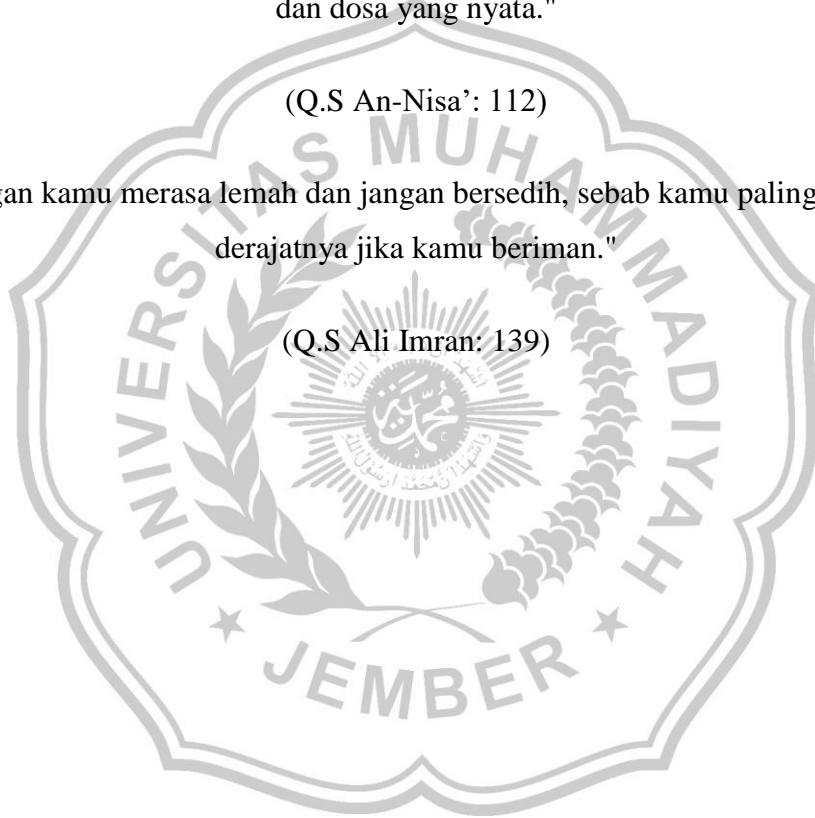 dan dosa yang nyata."
(Q.S An-Nisa’: 112)
gan kamu merasa lemah dan jangan bersedih, sebab kamu paling
derajatnya jika kamu beriman."
(Q.S Ali Imran: 139)
UNIVERSITAS MUHAMMADIYAH
JEMBER